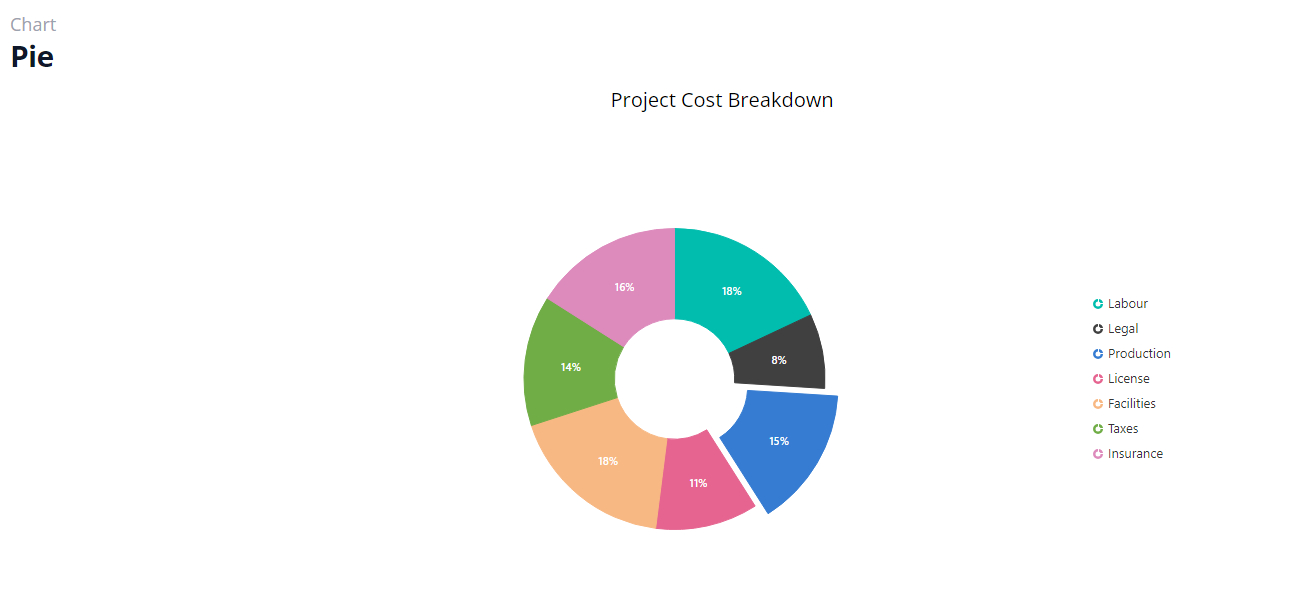 Chart
Pie
Project Cost Breakdown
16%
18%
8%
14%
15%
18%
11%
Labour
Legal
Production
License
Facilities
Taxes
Insurance